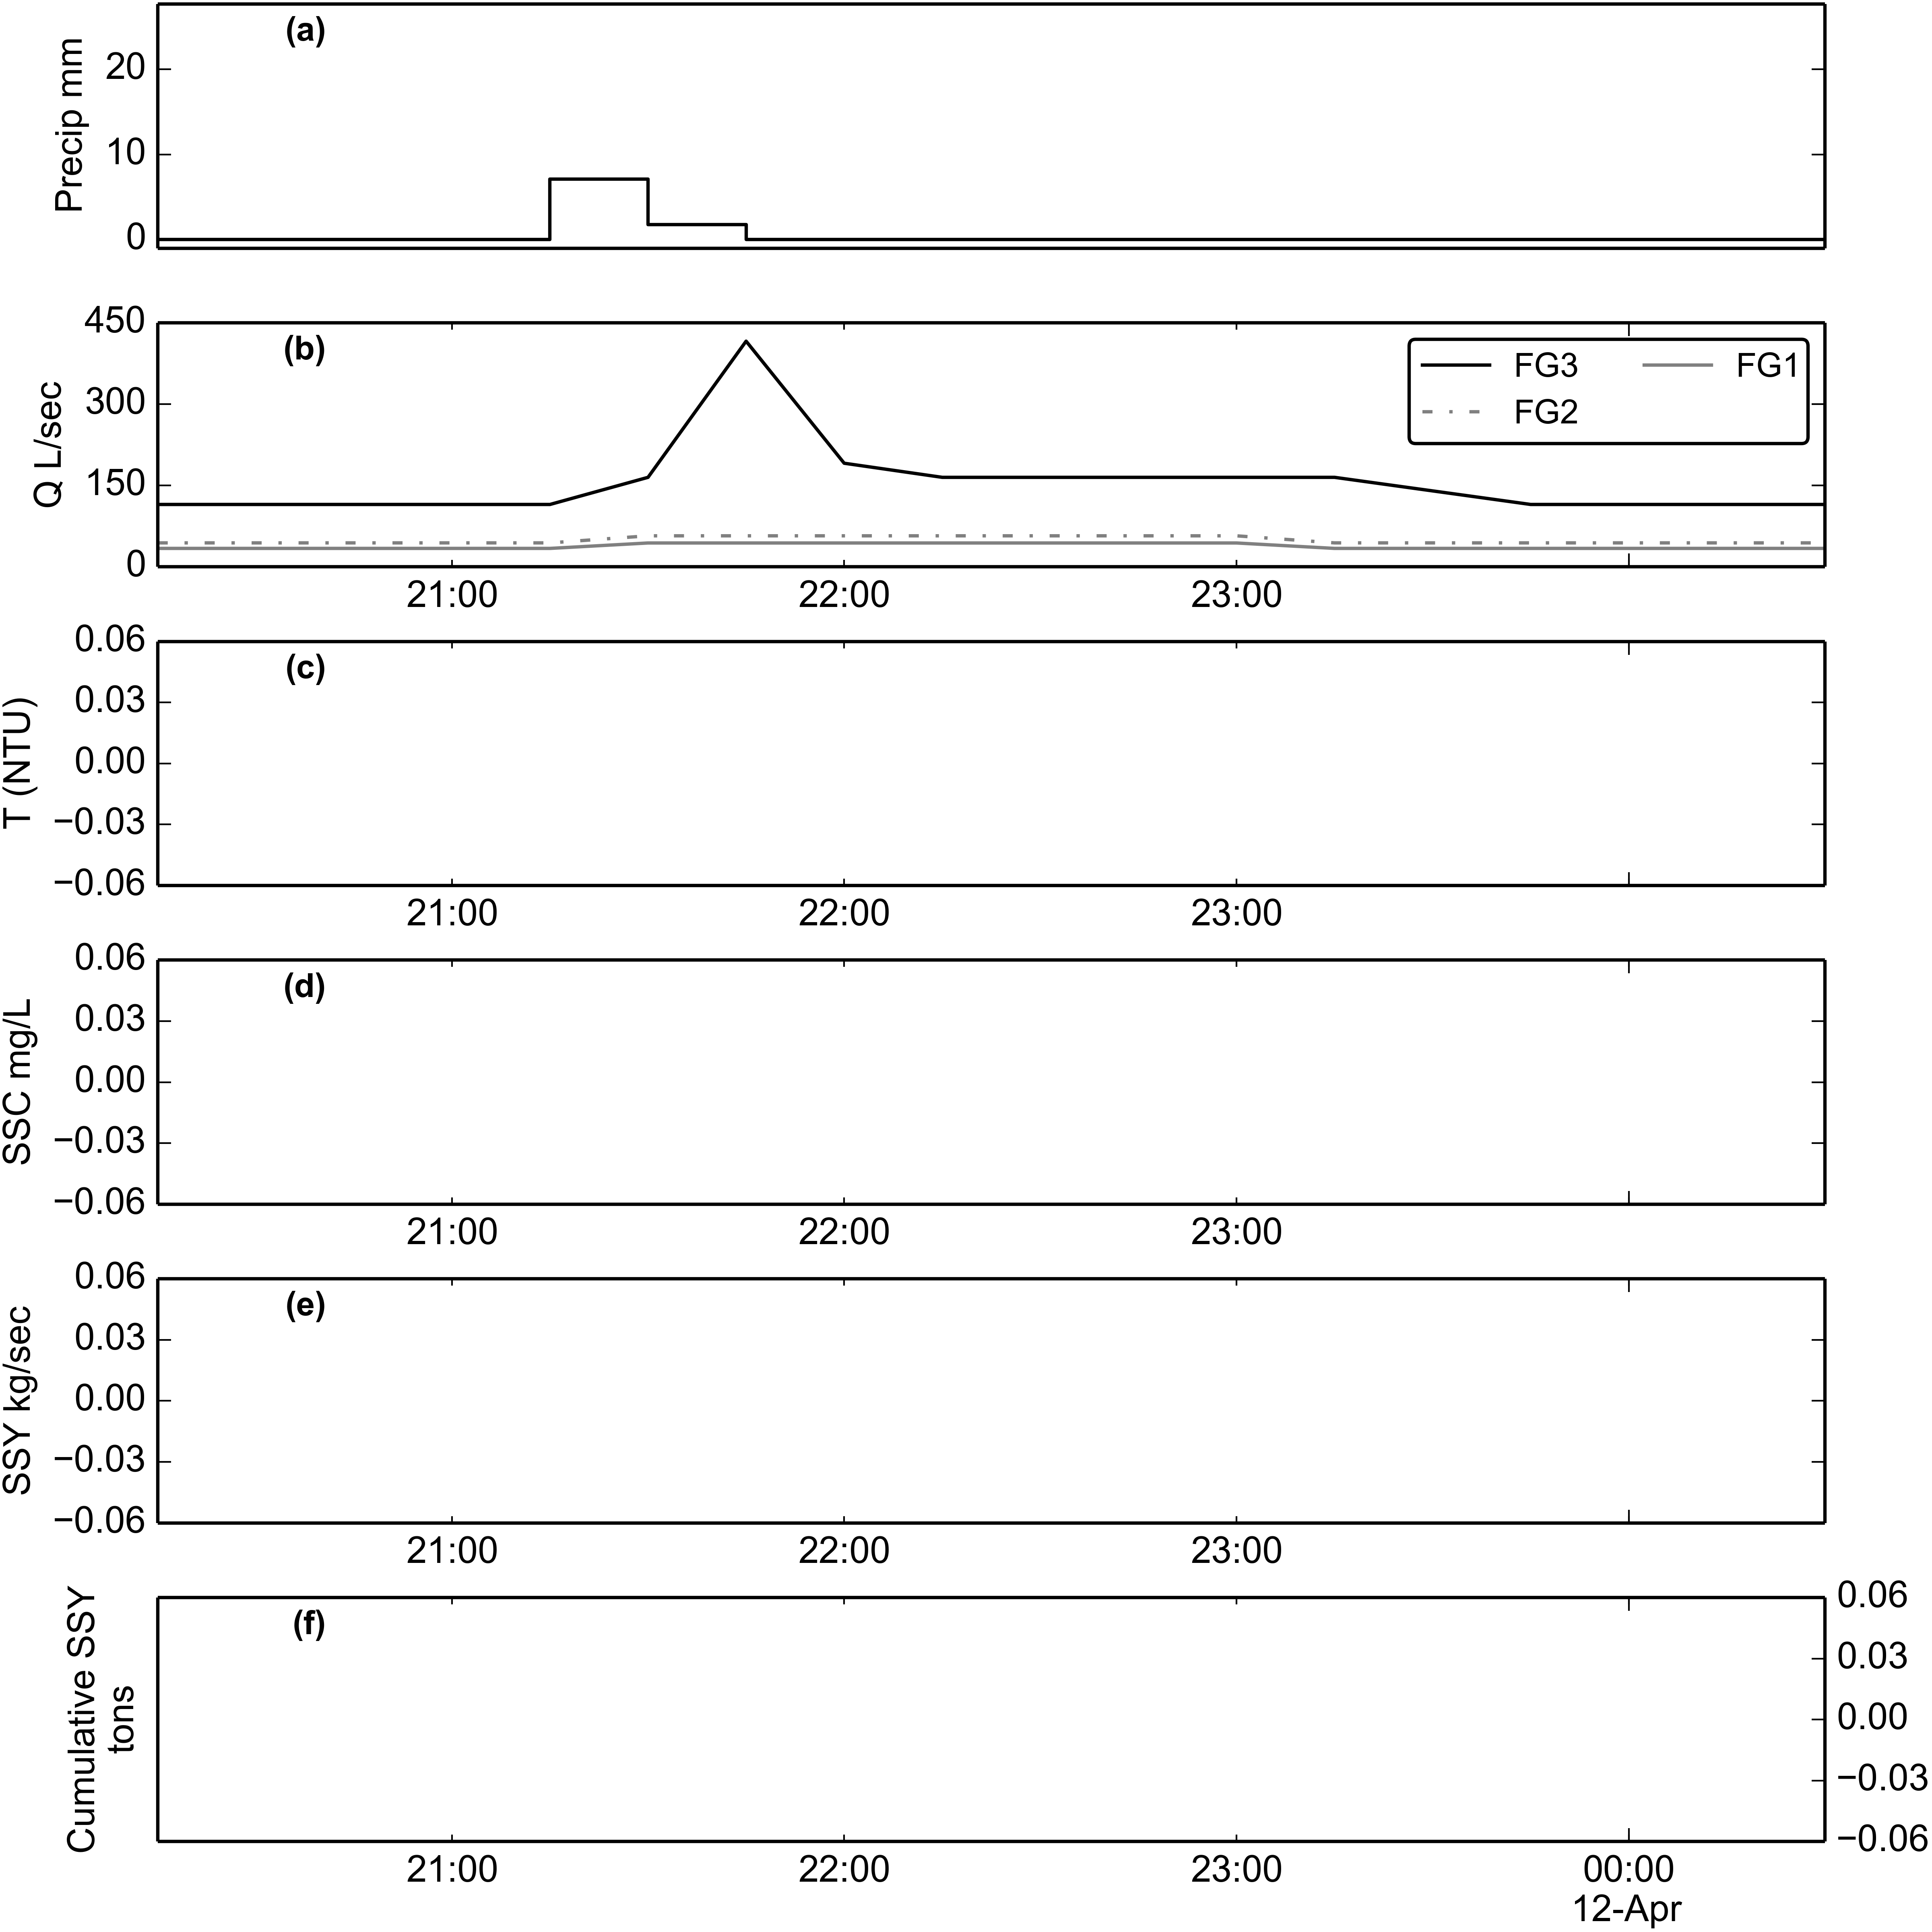 (a)
Precip mm
20
10
0
(b)
Q L/sec
450
300
150
0
FG3 FG1
FG2
21:00 22:00 23:00
(c)
T (NTU)
0.06
0.03
0.00
−0.03
−0.06
21:00 22:00 23:00
(d)
SSC mg/L
0.06
0.03
0.00
−0.03
−0.06
21:00 22:00 23:00
(e)
SSY kg/sec
0.06
0.03
0.00
−0.03
−0.06
21:00 22:00 23:00
(f)
Cumulative SSY
tons
0.06
0.03
0.00
−0.03
−0.06
21:00 22:00 23:00 00:00
12-Apr